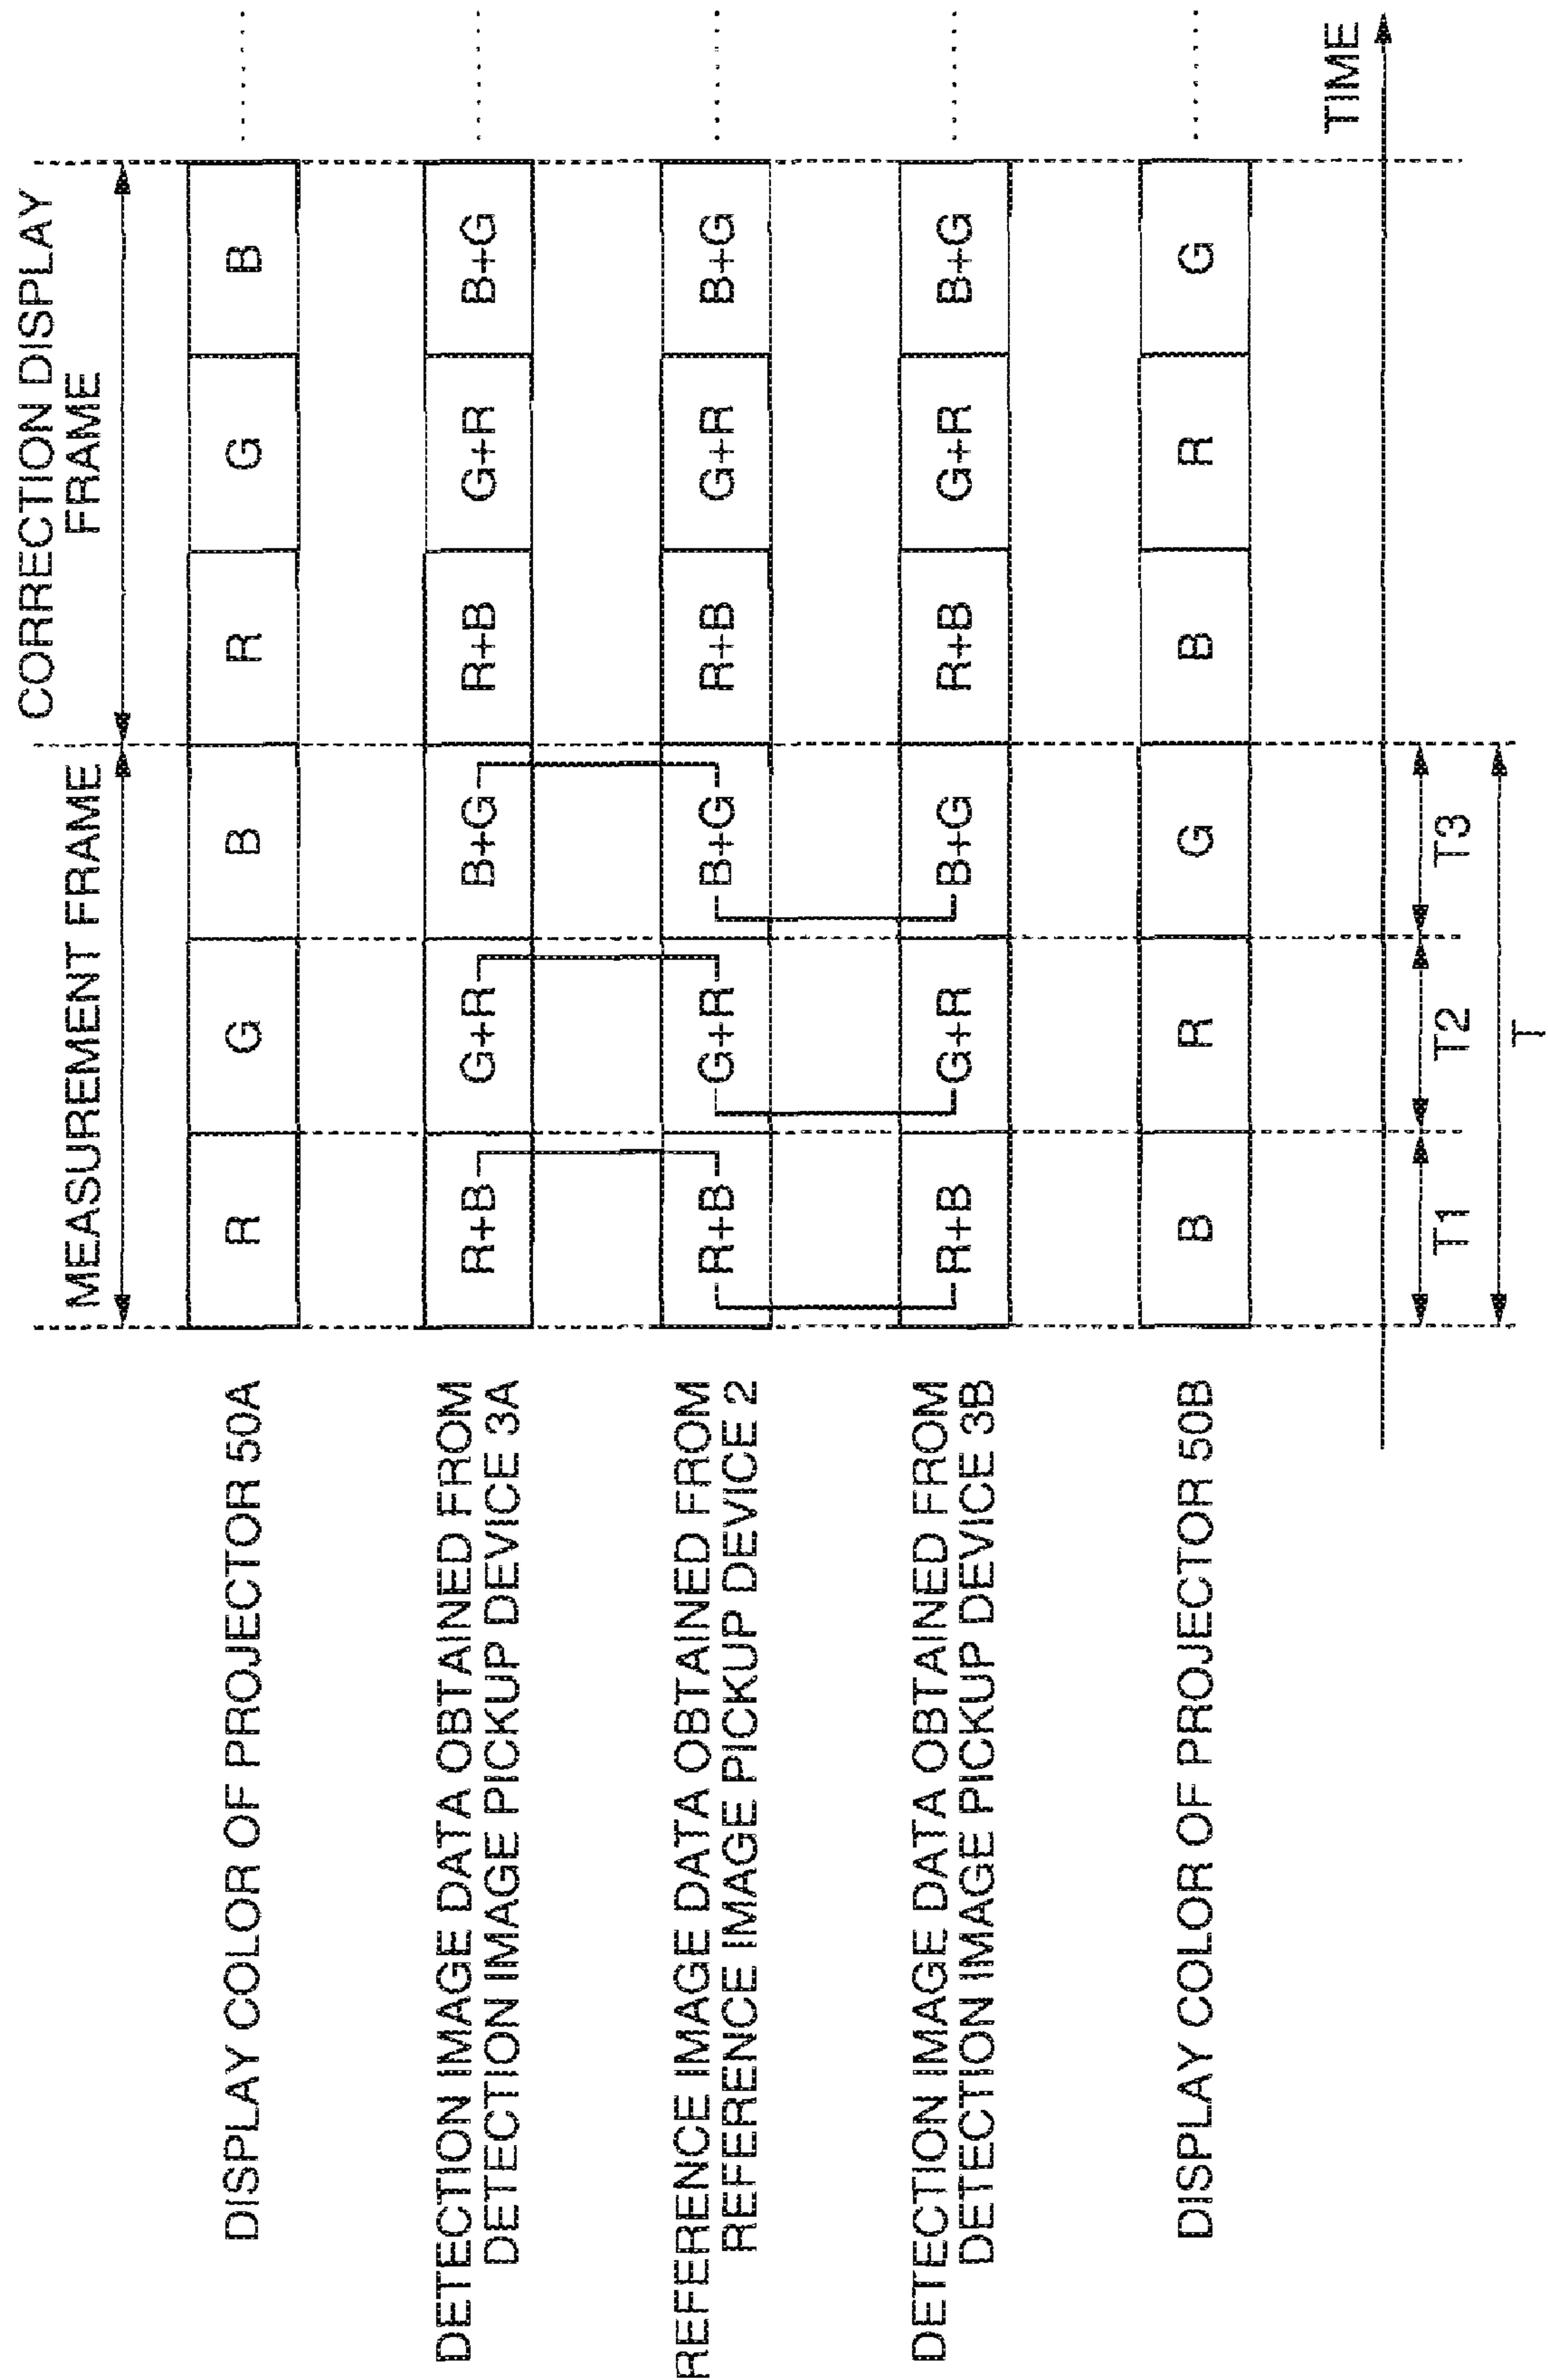 CORRECTION DISPLAY
FRAME
MEASUREMENT FRAME
DISPLAY COLOR OF PROJECTOR 50A
R
G
B
R
G
B
DETECTION IMAGE DATA OBTAINED FROM
DETECTION IMAGE PICKUP DEVICE 3A
R+B
G+R
B+G
R+B
G+R
B+G
REFERENCE IMAGE DATA OBTAINED FROM
REFERENCE IMAGE PICKUP DEVICE 2
R+B
G+R
B+G
R+B
G+R
B+G
DETECTION IMAGE DATA OBTAINED FROM
DETECTION IMAGE PICKUP DEVICE 3B
R+B
G+R
B+G
R+B
G+R
B+G
DISPLAY COLOR OF PROJECTOR 50B
B
R
G
B
R
G
TIME
T1
T2
T3
T